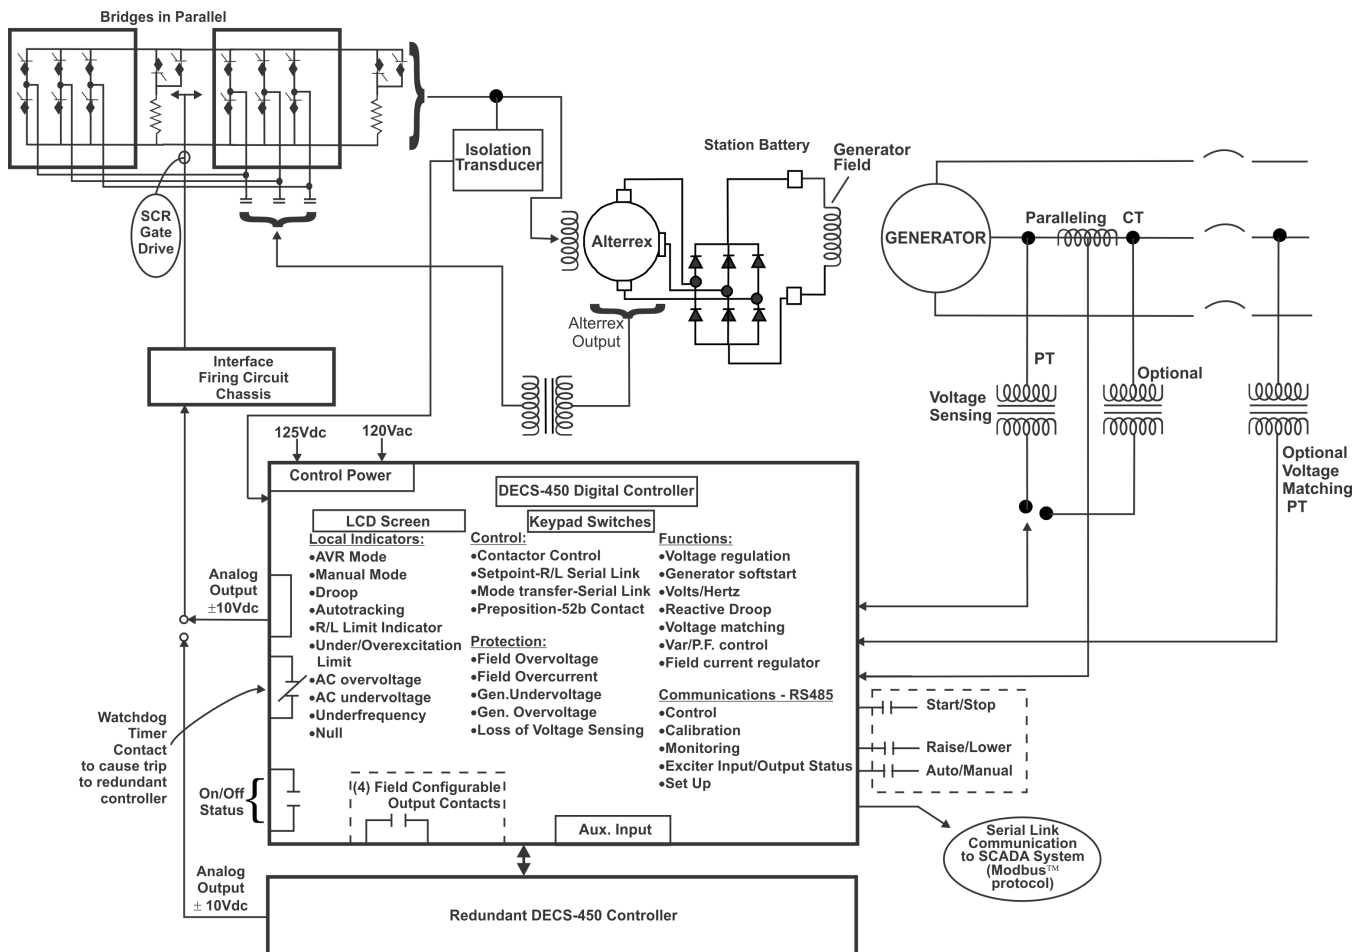 Bridges in Parallel
Isolation
Transducer
SCR
Gate
Drive
Station Battery
Generator
Field
Alterrex
Alterrex
Output
GENERATOR
Paralleling
CT
PT
Voltage
Sensing
Optional
Optional
Voltage
Matching
PT
Interface
Firing Circuit
Chassis
125Vdc
120Vac
Control Power
DECS-450 Digital Controller
LCD Screen
Keypad Switches
Local Indicators:
•AVR Mode
•Manual Mode
•Droop
•Autotracking
•R/L Limit Indicator
•Under/Overexcitation
Limit
•AC overvoltage
•AC undervoltage
•Underfrequency
•Null
Control:
•Contactor Control
•Setpoint-R/L Serial Link
•Mode transfer-Serial Link
•Preposition-52b Contact
Protection:
•Field Overvoltage
•Field Overcurrent
•Gen.Undervoltage
•Gen. Overvoltage
•Loss of Voltage Sensing
Functions:
•Voltage regulation
•Generator softstart
•Volts/Hertz
•Reactive Droop
•Voltage matching
•Var/P.F. control
•Field current regulator
Communications - RS485
•Control
•Calibration
•Monitoring
•Exciter Input/Output Status
•Set Up
Analog
Output
±10Vdc
Watchdog
Timer
Contact
to cause trip
to redundant
controller
On/Off
Status
(4) Field Configurable
Output Contacts
Aux. Input
Start/Stop
Raise/Lower
Auto/Manual
Serial Link
Communication
to SCADA System
(Modbus™
protocol)
Analog
Output
± 10Vdc
Redundant DECS-450 Controller